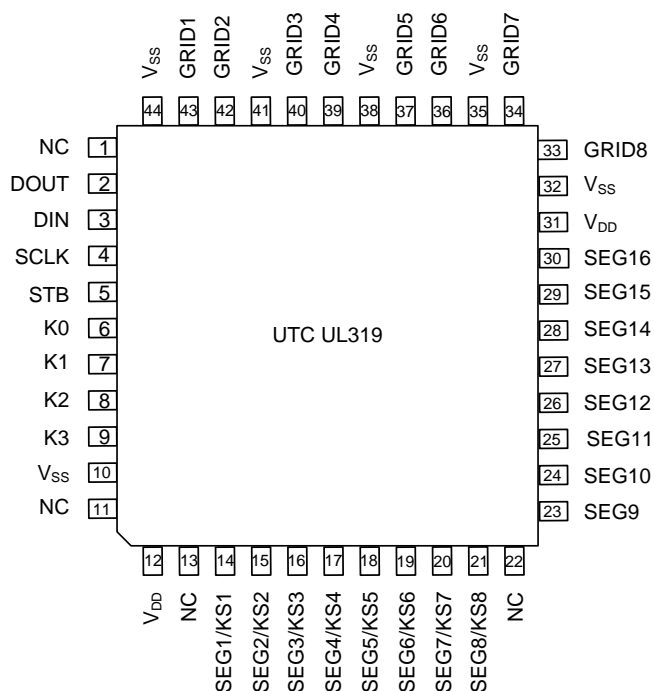 VSS GRID1 GRID2 VSS GRID3 GRID4 VSS GRID5 GRID6 VSS GRID7
44 43 42 41 40 39 38 37 36 35 34
NC 1 33 GRID8
DOUT 2 32 VSS
DIN 3 31 VDD
SCLK 4 30 SEG16
STB 5 29 SEG15
K0 6 UTC UL319 28 SEG14
K1 7 27 SEG13
K2 8 26 SEG12
K3 9 25 SEG11
VSS 10 24 SEG10
NC 11 23 SEG9
12 13 14 15 16 17 18 19 20 21 22
VDD NC SEG1/KS1 SEG2/KS2 SEG3/KS3 SEG4/KS4 SEG5/KS5 SEG6/KS6 SEG7/KS7 SEG8/KS8 NC